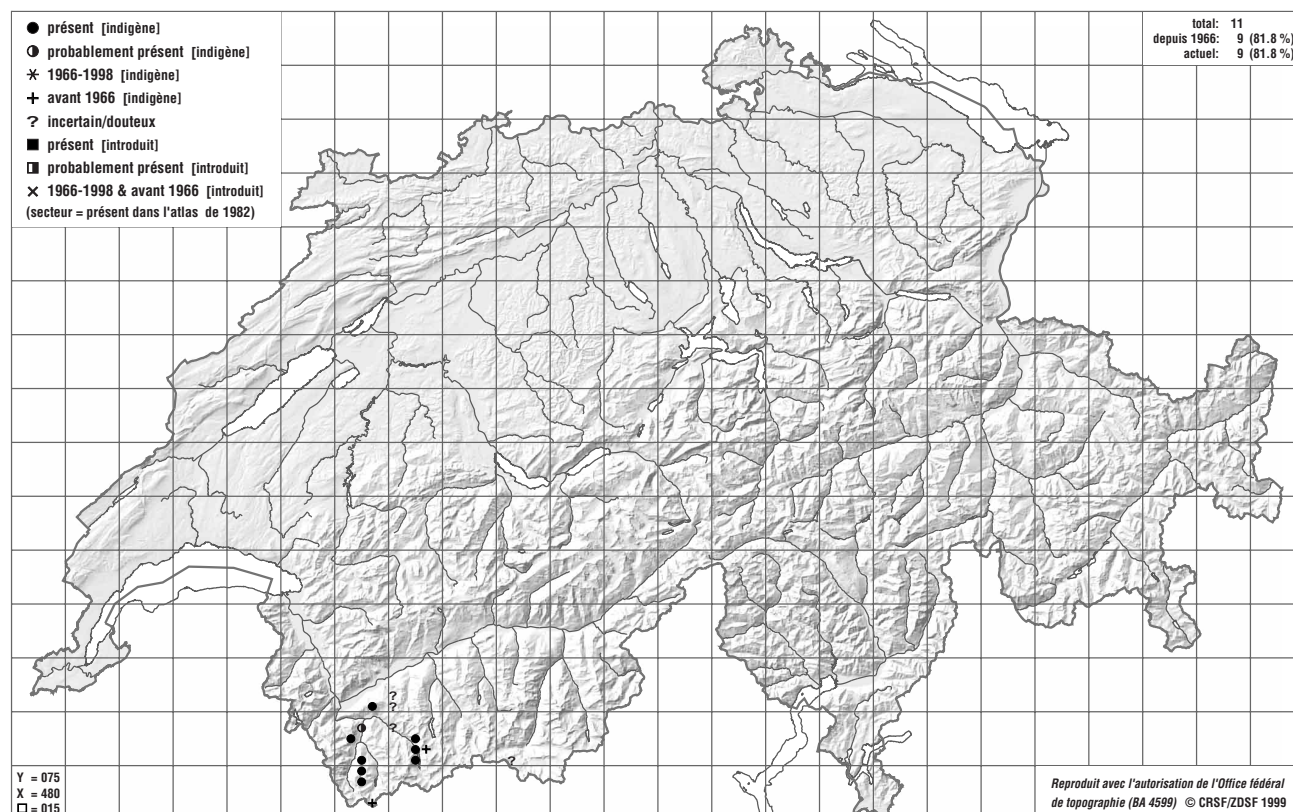 ● présent [indigène]
◑ probablement présent [indigène]
✳ 1966-1998 [indigène]
+ avant 1966 [indigène]
? incertain/douteux
■ présent [introduit]
◨ probablement présent [introduit]
× 1966-1998 & avant 1966 [introduit]
(secteur = présent dans l'atlas de 1982)
total: 11
depuis 1966: 9 (81.8 %)
actuel: 9 (81.8 %)
?
?
?
+
?
+
Y = 075
X = 480
□ = 015
Reproduit avec l'autorisation de l'Office fédéral
de topographie (BA 4599) © CRSF/ZDSF 1999